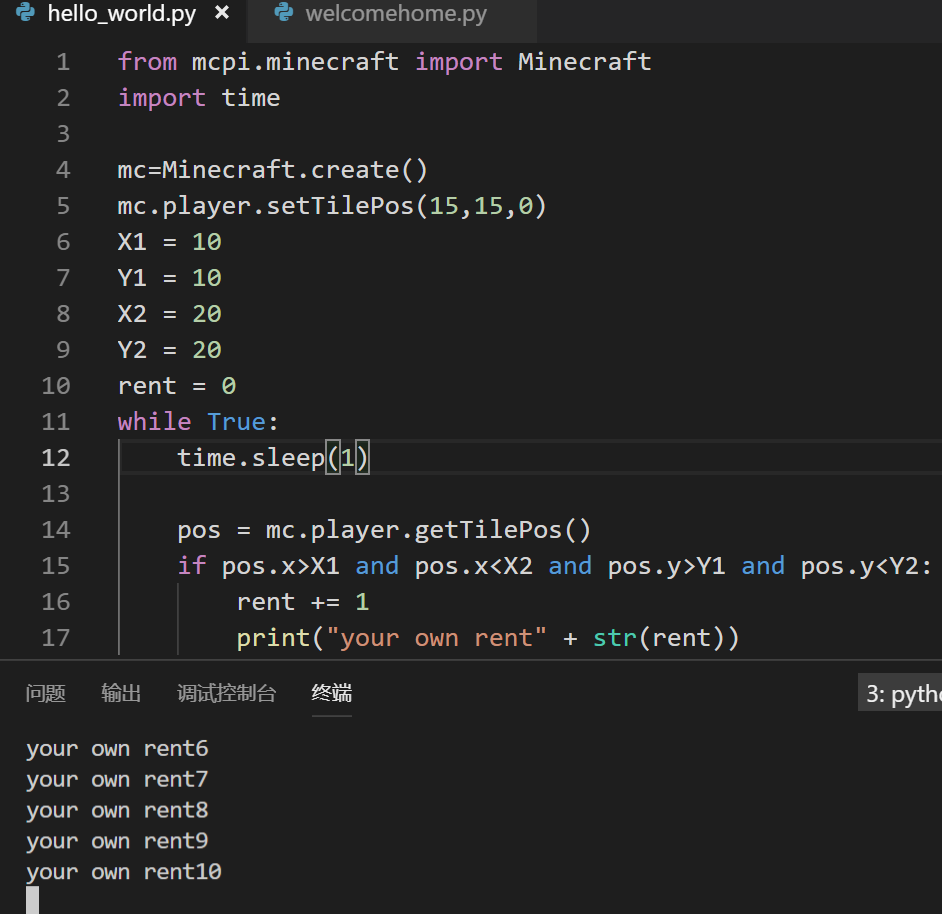 hello_world.py × welcomehome.py
1 from mcpi.minecraft import Minecraft
2 import time
3
4 mc=Minecraft.create()
5 mc.player.setTilePos(15,15,0)
6 X1 = 10
7 Y1 = 10
8 X2 = 20
9 Y2 = 20
10 rent = 0
11 while True:
12 time.sleep(1)
13
14 pos = mc.player.getTilePos()
15 if pos.x>X1 and pos.x<X2 and pos.y>Y1 and pos.y<Y2:
16 rent += 1
17 print("your own rent" + str(rent))
问题 输出 调试控制台 终端 3: pytho
your own rent6
your own rent7
your own rent8
your own rent9
your own rent10